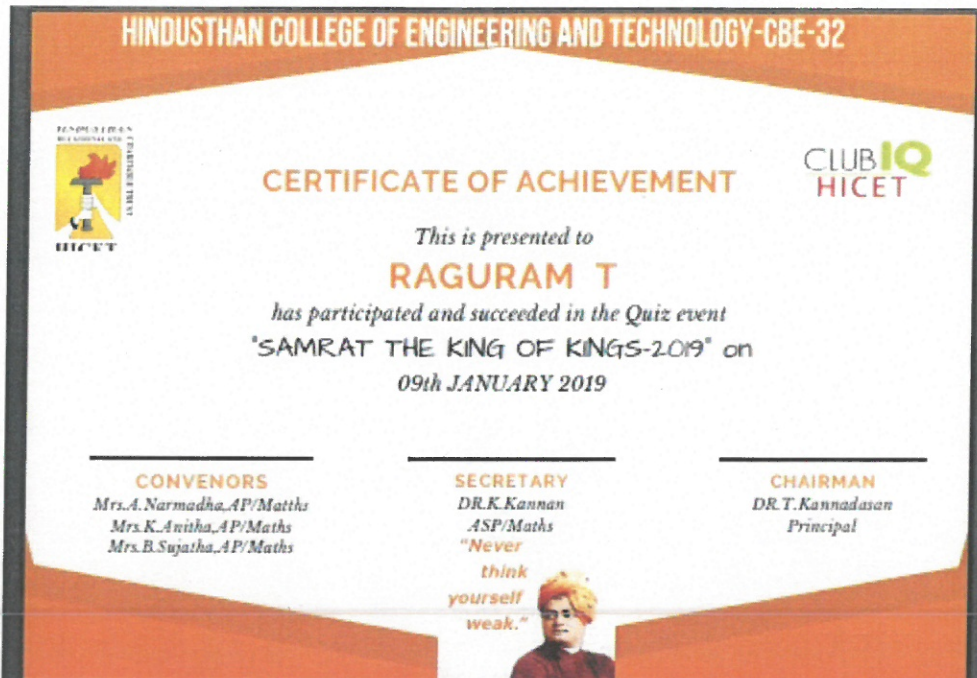 HINDUSTHAN COLLEGE OF ENGINEERING AND TECHNOLOGY-CBE-32
CHARITABLE TRUST
HICET
CLUB IQ
HICET
CERTIFICATE OF ACHIEVEMENT
This is presented to
RAGURAM T
has participated and succeeded in the Quiz event
"SAMRAT THE KING OF KINGS-2019" on
09th JANUARY 2019
CONVENORS
Mrs.A.Narmadha,AP/Matths
Mrs.K.Anitha,AP/Maths
Mrs.B.Sujatha,AP/Maths
SECRETARY
DR.K.Kannan
ASP/Maths
CHAIRMAN
DR.T.Kannadasan
Principal
"Never
think
yourself
weak."